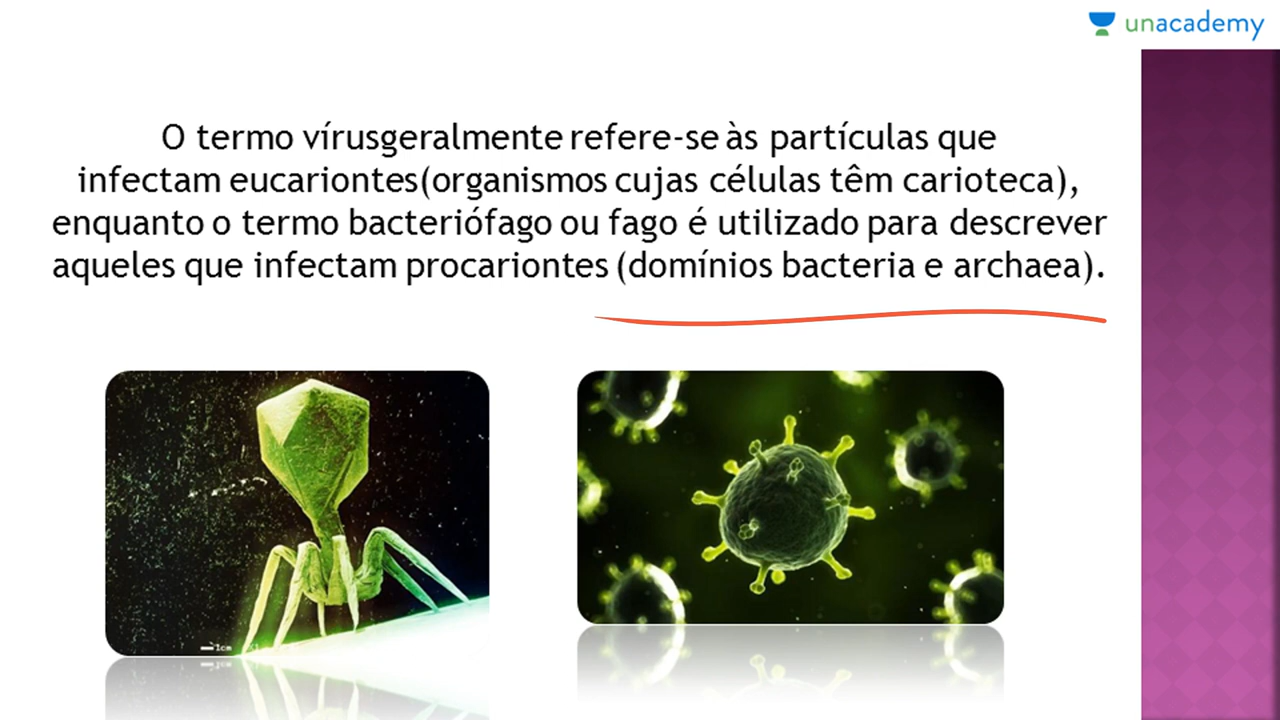 unacademy
O termo vírusgeralmente refere-se às partículas que
infectam eucariontes(organismos cujas células têm carioteca),
enquanto o termo bacteriófago ou fago é utilizado para descrever
aqueles que infectam procariontes (domínios bacteria e archaea).
1cm